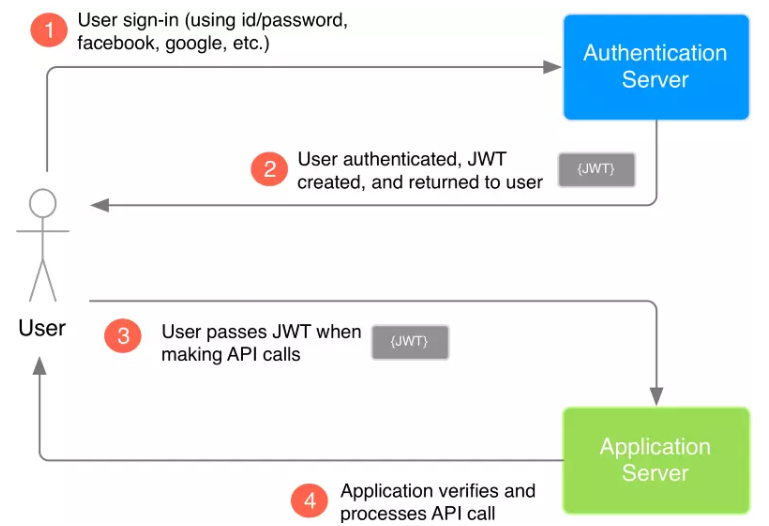 1
User sign-in (using id/password,
facebook, google, etc.)
Authentication
Server
2
User authenticated, JWT
created, and returned to user
{JWT}
User
3
User passes JWT when
making API calls
{JWT}
Application
Server
4
Application verifies and
processes API call